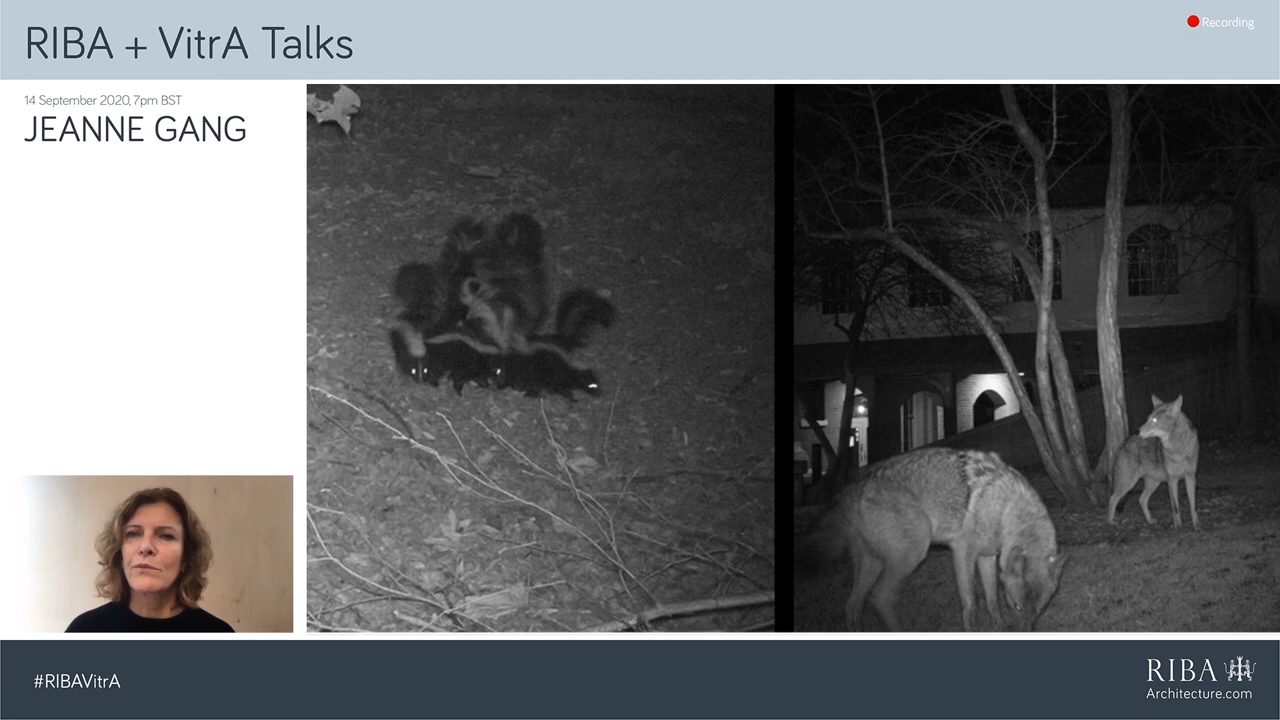 RIBA + VitrA Talks
Recording
14 September 2020, 7pm BST
JEANNE GANG
#RIBAVitrA
RIBA
Architecture.com